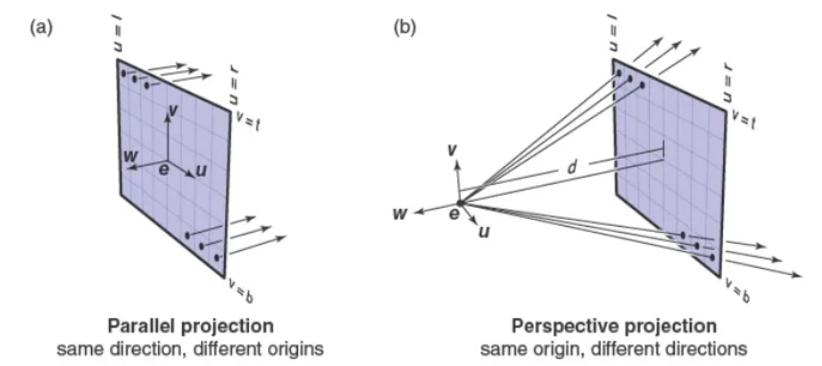 (a)
u = l
u = r
v = t
v
w
e
u
v = b
Parallel projection
same direction, different origins
(b)
u = l
u = r
v = t
v
d
w
e
u
v = b
Perspective projection
same origin, different directions